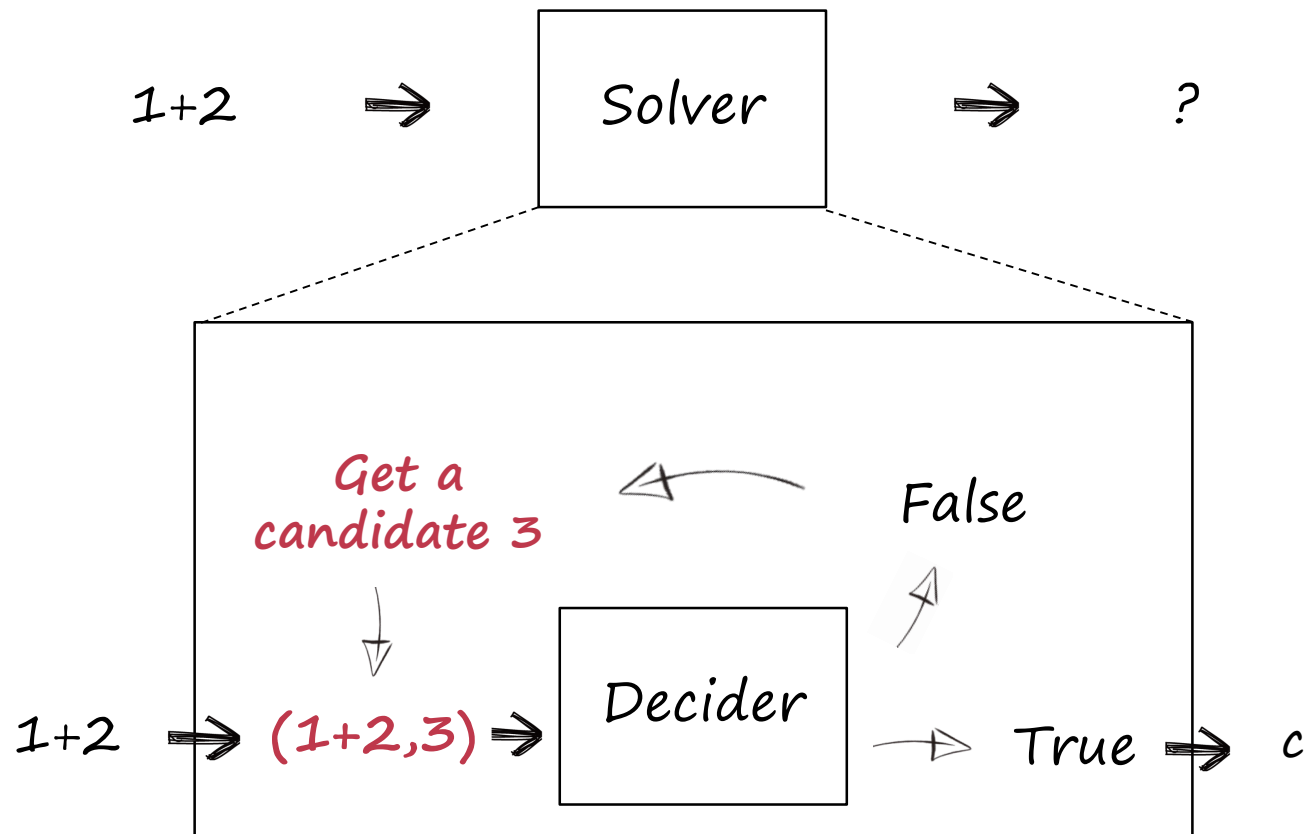 1+2
Solver
?
Get a
candidate 3
False
1+2
(1+2,3)
Decider
True
c